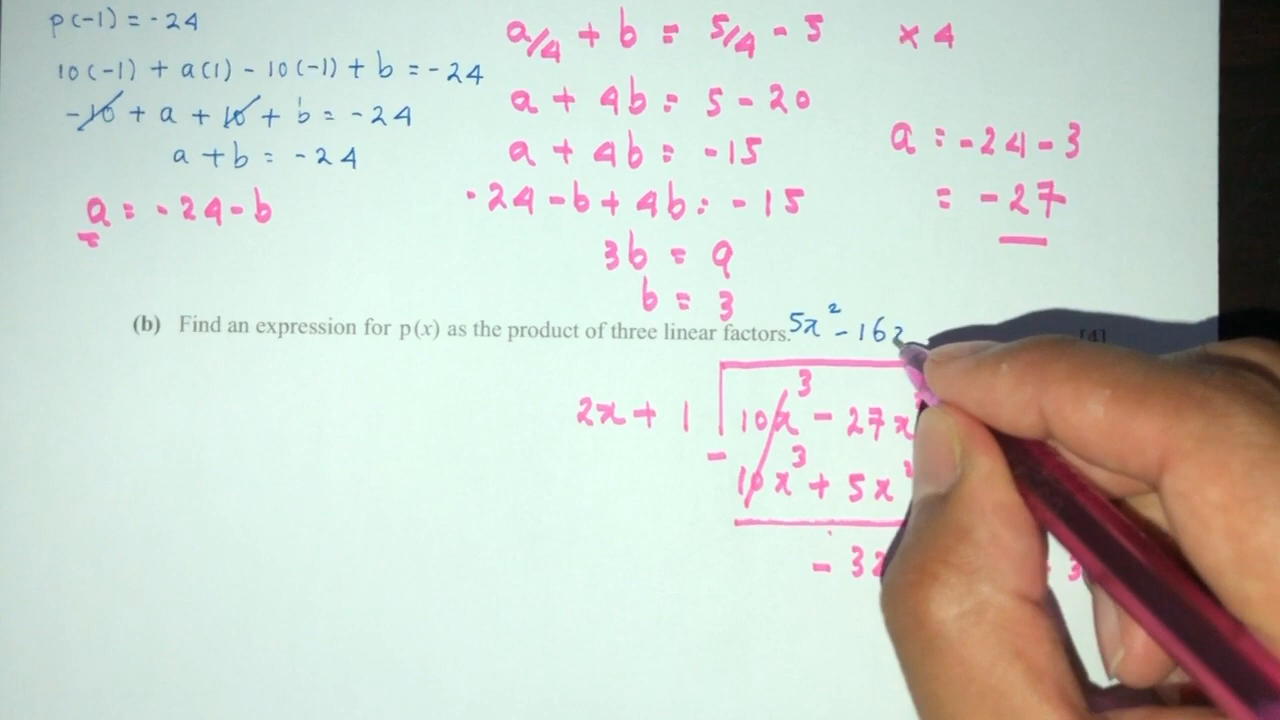 p(-1) = -24
10(-1) + a(1) - 10(-1) + b = -24
-10 + a + 10 + b = -24
a + b = -24
a = -24-b
a/4 + b = 5/4 - 5 × 4
a + 4b = 5 - 20
a + 4b = -15
-24-b+4b = -15
3b = 9
b = 3
a = -24-3
= -27
(b) Find an expression for p(x) as the product of three linear factors. [4]
5x² - 16
2x + 1
10x³ - 27x
-
10x³ + 5x²
- 32
3